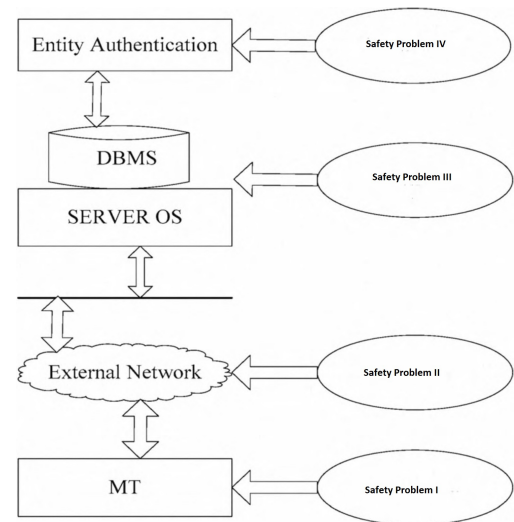 Entity Authentication
Safety Problem IV
DBMS
Safety Problem III
SERVER OS
External Network
Safety Problem II
MT
Safety Problem I